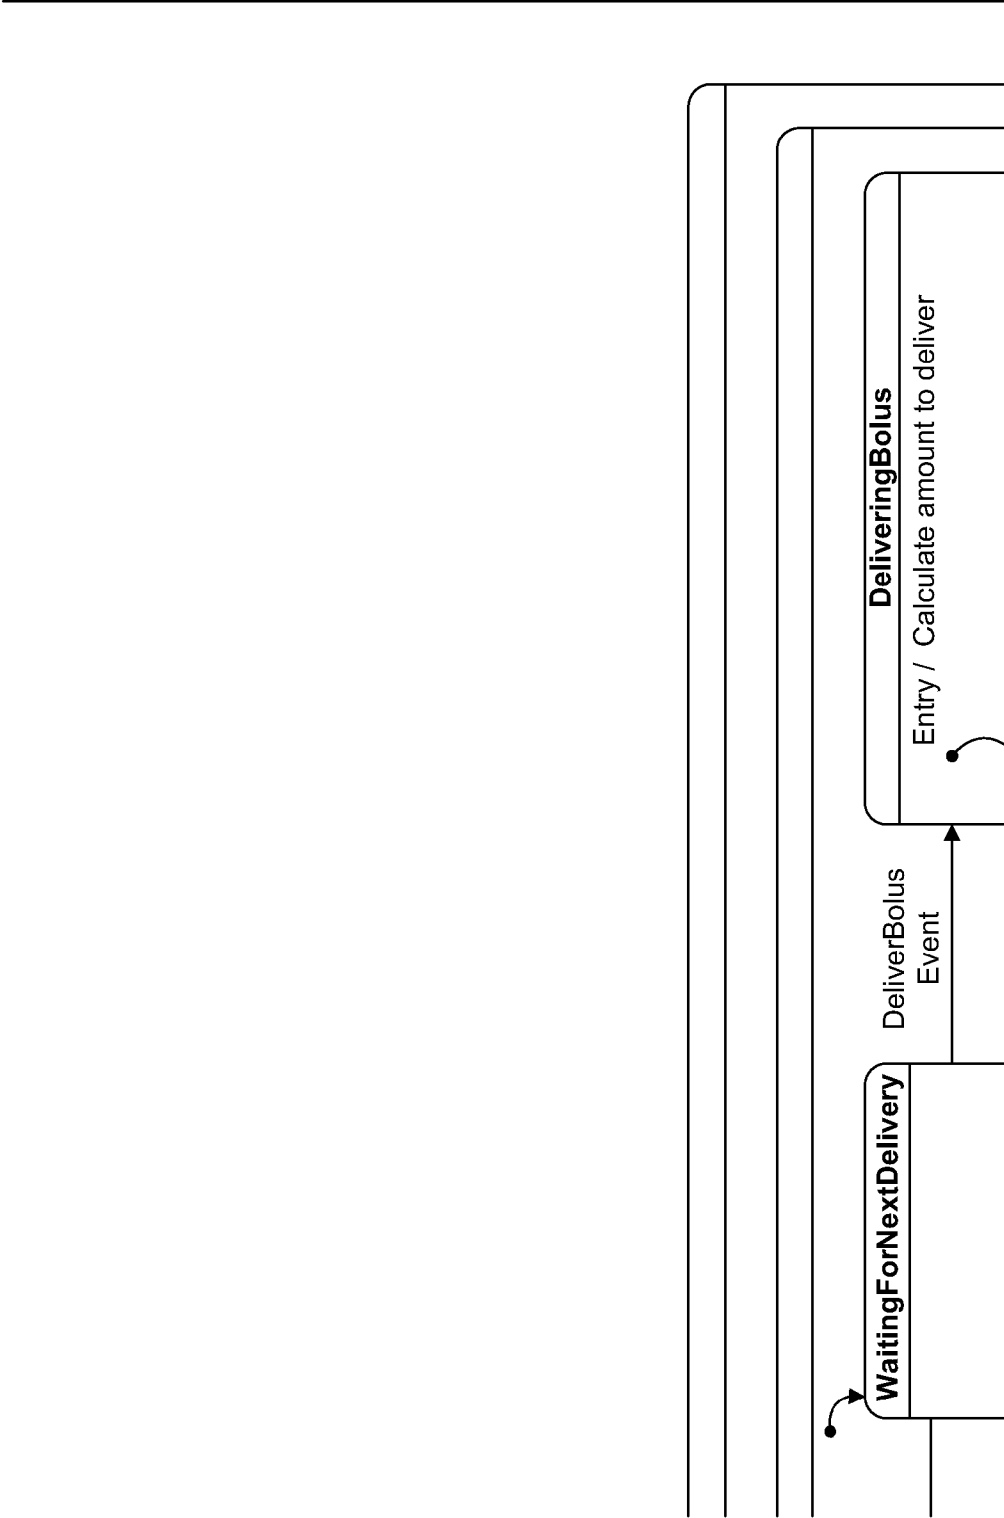 DeliveringBolus
Entry / Calculate amount to deliver
DeliverBolus
Event
WaitingForNextDelivery